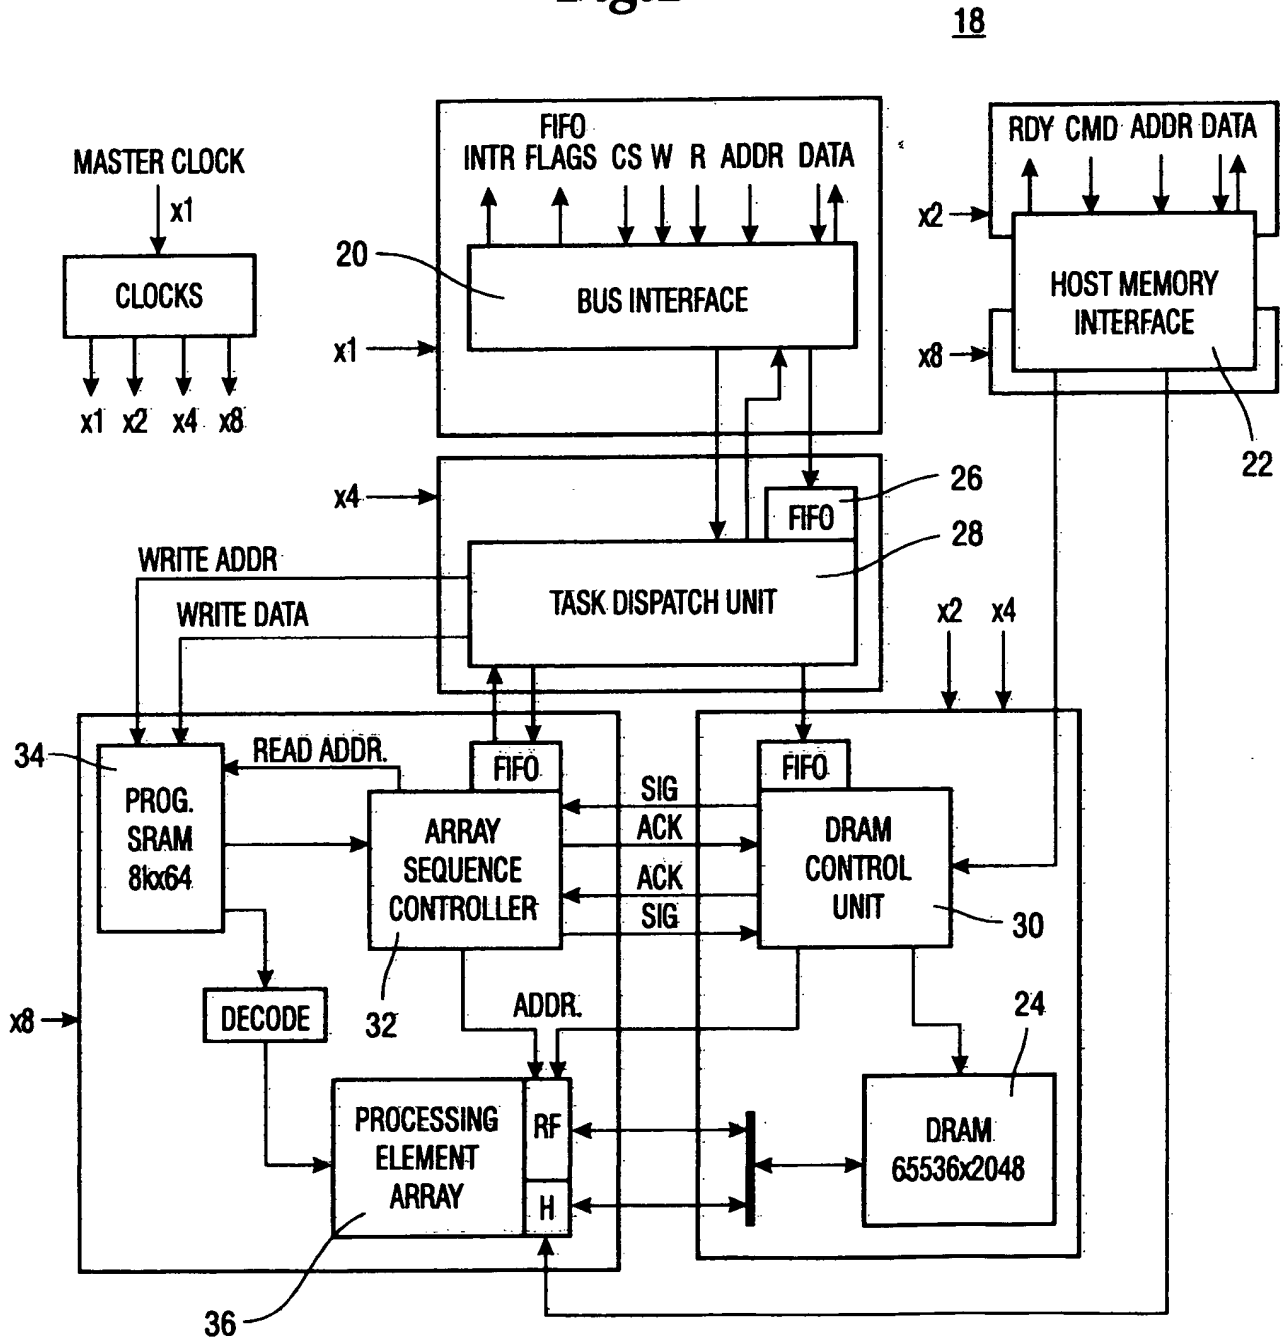 18
MASTER CLOCK
x1
CLOCKS
x1 x2 x4 x8
FIFO
INTR FLAGS CS W R ADDR DATA
20
BUS INTERFACE
x1
RDY CMD ADDR DATA
x2
HOST MEMORY
INTERFACE
x8
22
x4
26
FIFO
28
TASK DISPATCH UNIT
WRITE ADDR
WRITE DATA
x2 x4
34
READ ADDR.
PROG.
SRAM
8kx64
FIFO
ARRAY
SEQUENCE
CONTROLLER
32
SIG
ACK
ACK
SIG
FIFO
DRAM
CONTROL
UNIT
30
x8
DECODE
ADDR.
24
PROCESSING
ELEMENT
ARRAY
RF
H
36
DRAM
65536x2048